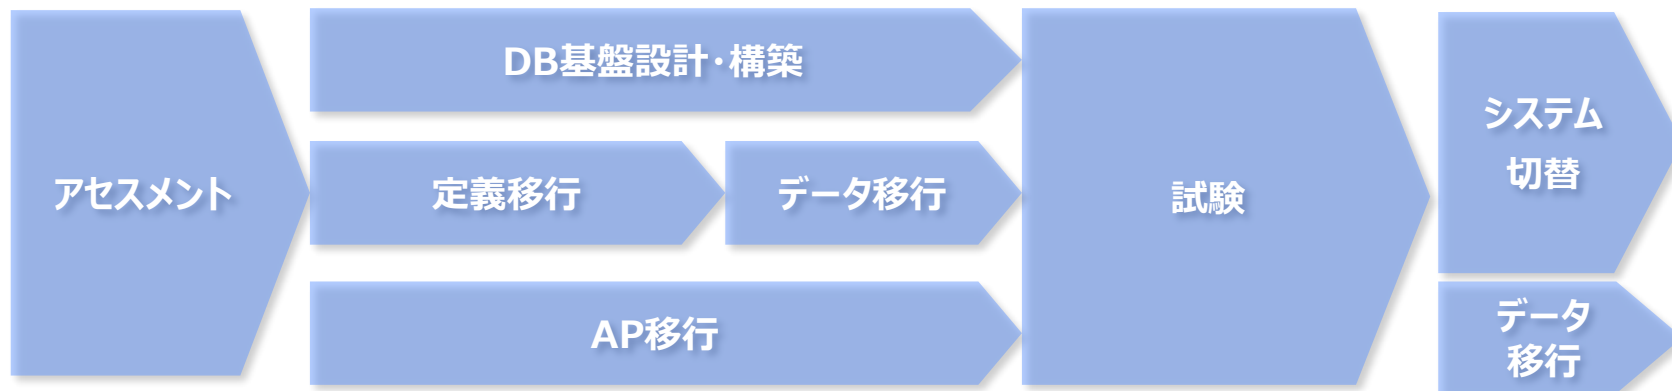 アセスメント
DB基盤設計・構築
定義移行
データ移行
AP移行
試験
システム
切替
データ
移行